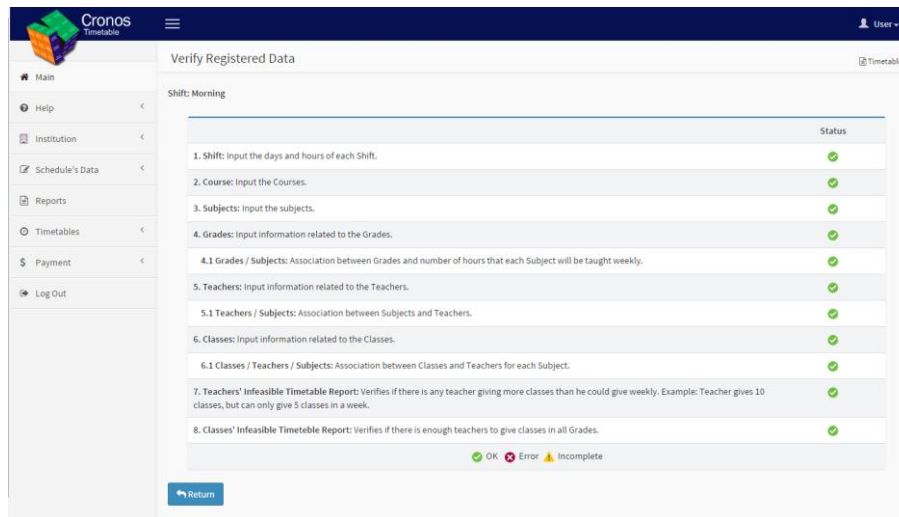 Cronos
Timetable
User
Verify Registered Data
Timetable
Main
Shift: Morning
Help
Institution
Schedule's Data
Reports
Timetables
Payment
Log Out
Status
1. Shift: Input the days and hours of each Shift.
2. Course: Input the Courses.
3. Subjects: Input the subjects.
4. Grades: Input information related to the Grades.
4.1 Grades / Subjects: Association between Grades and number of hours that each Subject will be taught weekly.
5. Teachers: Input information related to the Teachers.
5.1 Teachers / Subjects: Association between Subjects and Teachers.
6. Classes: Input information related to the Classes.
6.1 Classes / Teachers / Subjects: Association between Classes and Teachers for each Subject.
7. Teachers' Infeasible Timetable Report: Verifies if there is any teacher giving more classes than he could give weekly. Example: Teacher gives 10
classes, but can only give 5 classes in a week.
8. Classes' Infeasible Timeteble Report: Verifies if there is enough teachers to give classes in all Grades.
OK Error Incomplete
Return